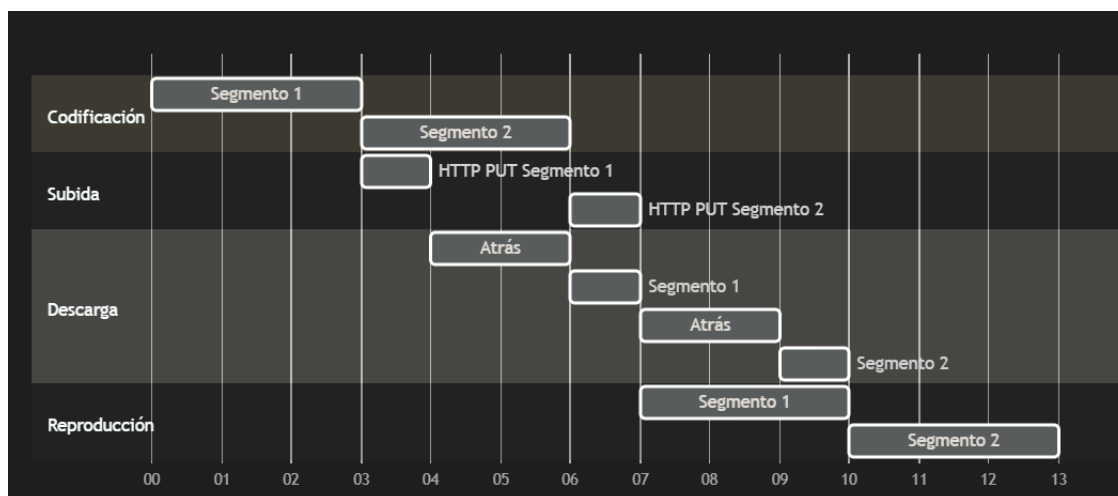 Segmento 1
Codificación
Segmento 2
HTTP PUT Segmento 1
Subida
HTTP PUT Segmento 2
Atrás
Segmento 1
Descarga
Atrás
Segmento 2
Segmento 1
Reproducción
Segmento 2
00 01 02 03 04 05 06 07 08 09 10 11 12 13